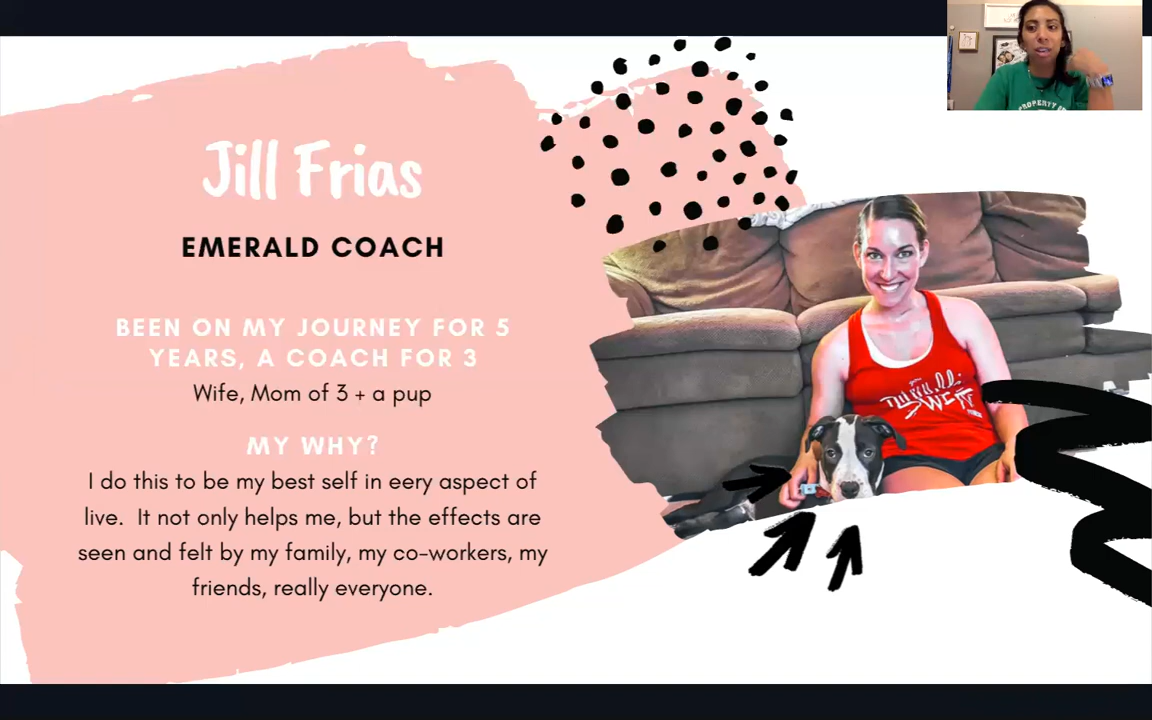 Jill Frias
EMERALD COACH
BEEN ON MY JOURNEY FOR 5
YEARS, A COACH FOR 3
Wife, Mom of 3 + a pup
MY WHY?
I do this to be my best self in eery aspect of
live. It not only helps me, but the effects are
seen and felt by my family, my co-workers, my
friends, really everyone.
PROPERTY